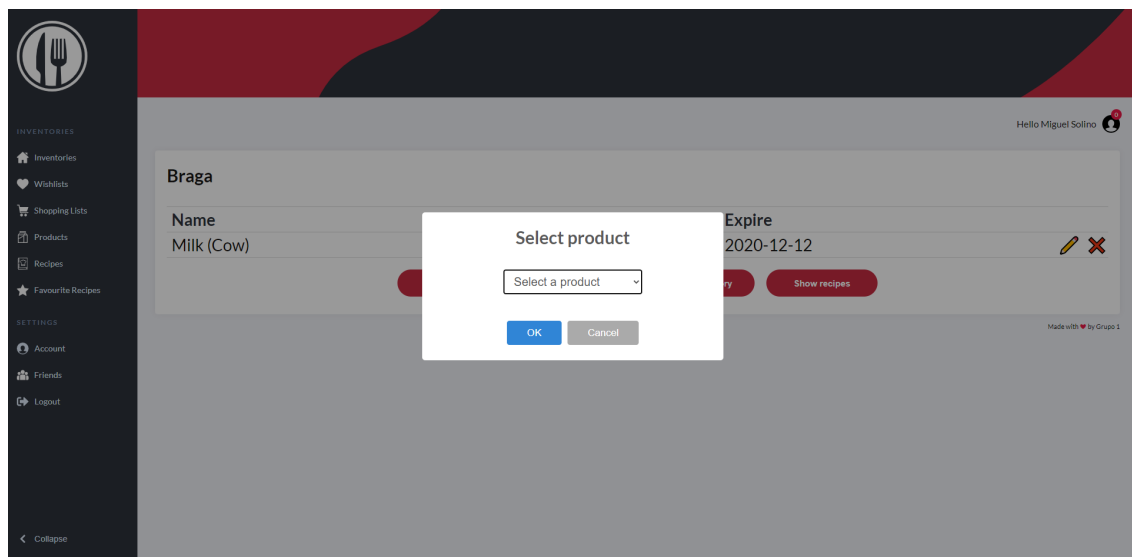 INVENTORIES
Inventories
Wishlists
Shopping Lists
Products
Recipes
Favourite Recipes
SETTINGS
Account
Friends
Logout
Collapse
Hello Miguel Solino
0
Braga
Name Expire
Milk (Cow) 2020-12-12
ry Show recipes
Select product
Select a product
OK Cancel
Made with ❤ by Grupo 1